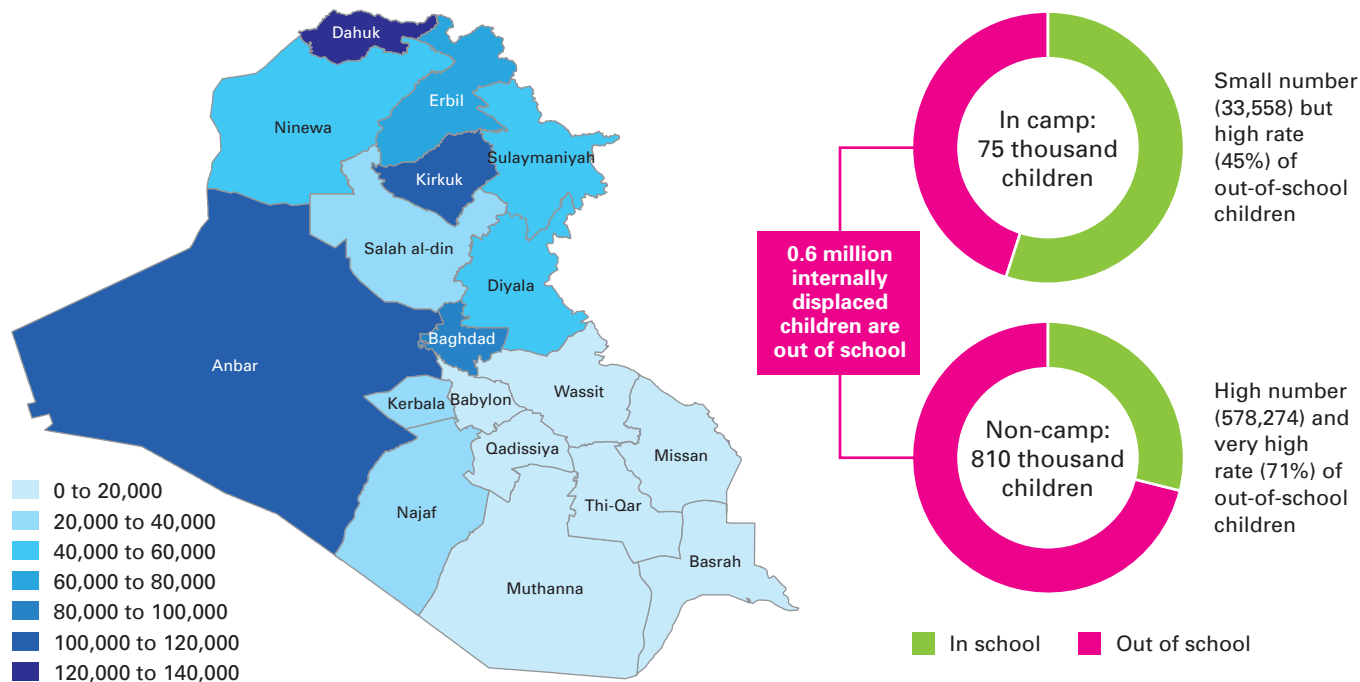 Dahuk
Erbil
Ninewa
Sulaymaniyah
Kirkuk
Salah al-din
Diyala
Baghdad
Anbar
Wassit
Kerbala
Babylon
Qadissiya
Missan
Najaf
Thi-Qar
Basrah
Muthanna
0 to 20,000
20,000 to 40,000
40,000 to 60,000
60,000 to 80,000
80,000 to 100,000
100,000 to 120,000
120,000 to 140,000
0.6 million
internally
displaced
children are
out of school
In camp:
75 thousand
children
Small number
(33,558) but
high rate
(45%) of
out-of-school
children
Non-camp:
810 thousand
children
High number
(578,274) and
very high
rate (71%) of
out-of-school
children
In school
Out of school